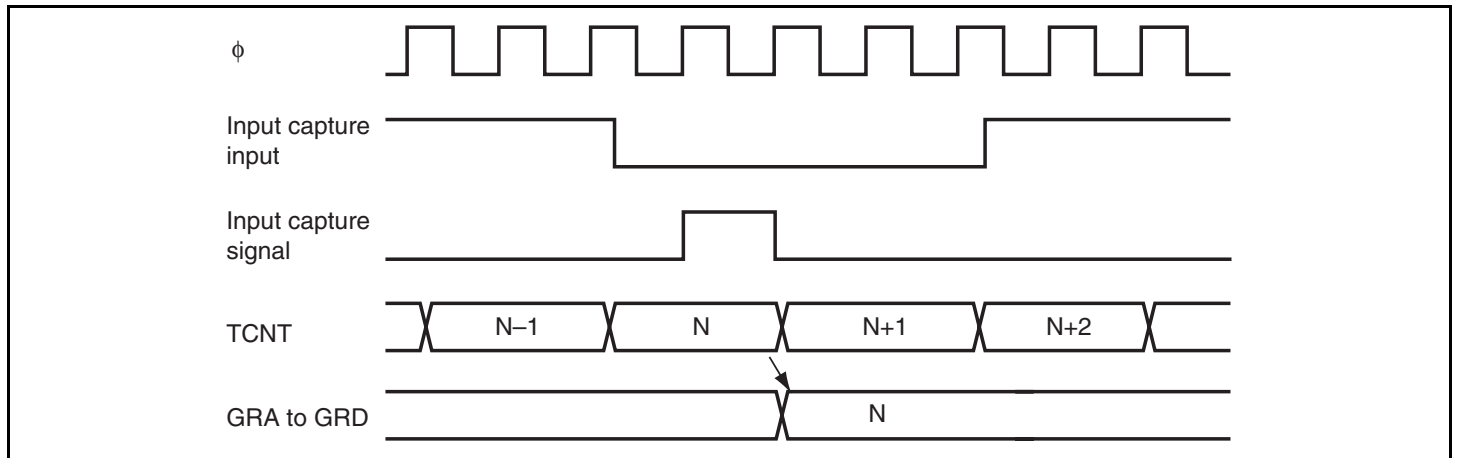 ϕ
Input capture
input
Input capture
signal
TCNT
N–1
N
N+1
N+2
GRA to GRD
N